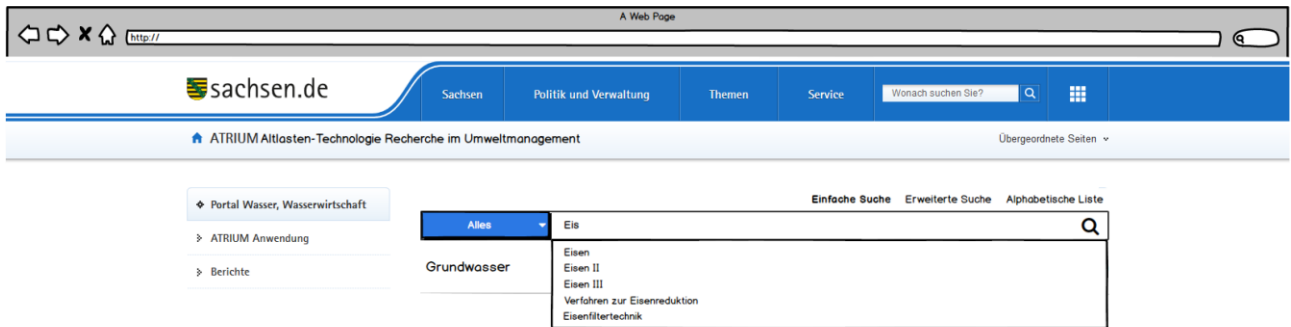 A Web Page
http://
sachsen.de
Sachsen Politik und Verwaltung Themen Service Wonach suchen Sie?
ATRIUM Altlasten-Technologie Recherche im Umweltmanagement Übergeordnete Seiten
Portal Wasser, Wasserwirtschaft
Einfache Suche Erweiterte Suche Alphabetische Liste
Alles Eis
ATRIUM Anwendung
Eisen
Grundwasser Eisen II
Berichte
Eisen III
Verfahren zur Eisenreduktion
Eisenfiltertechnik